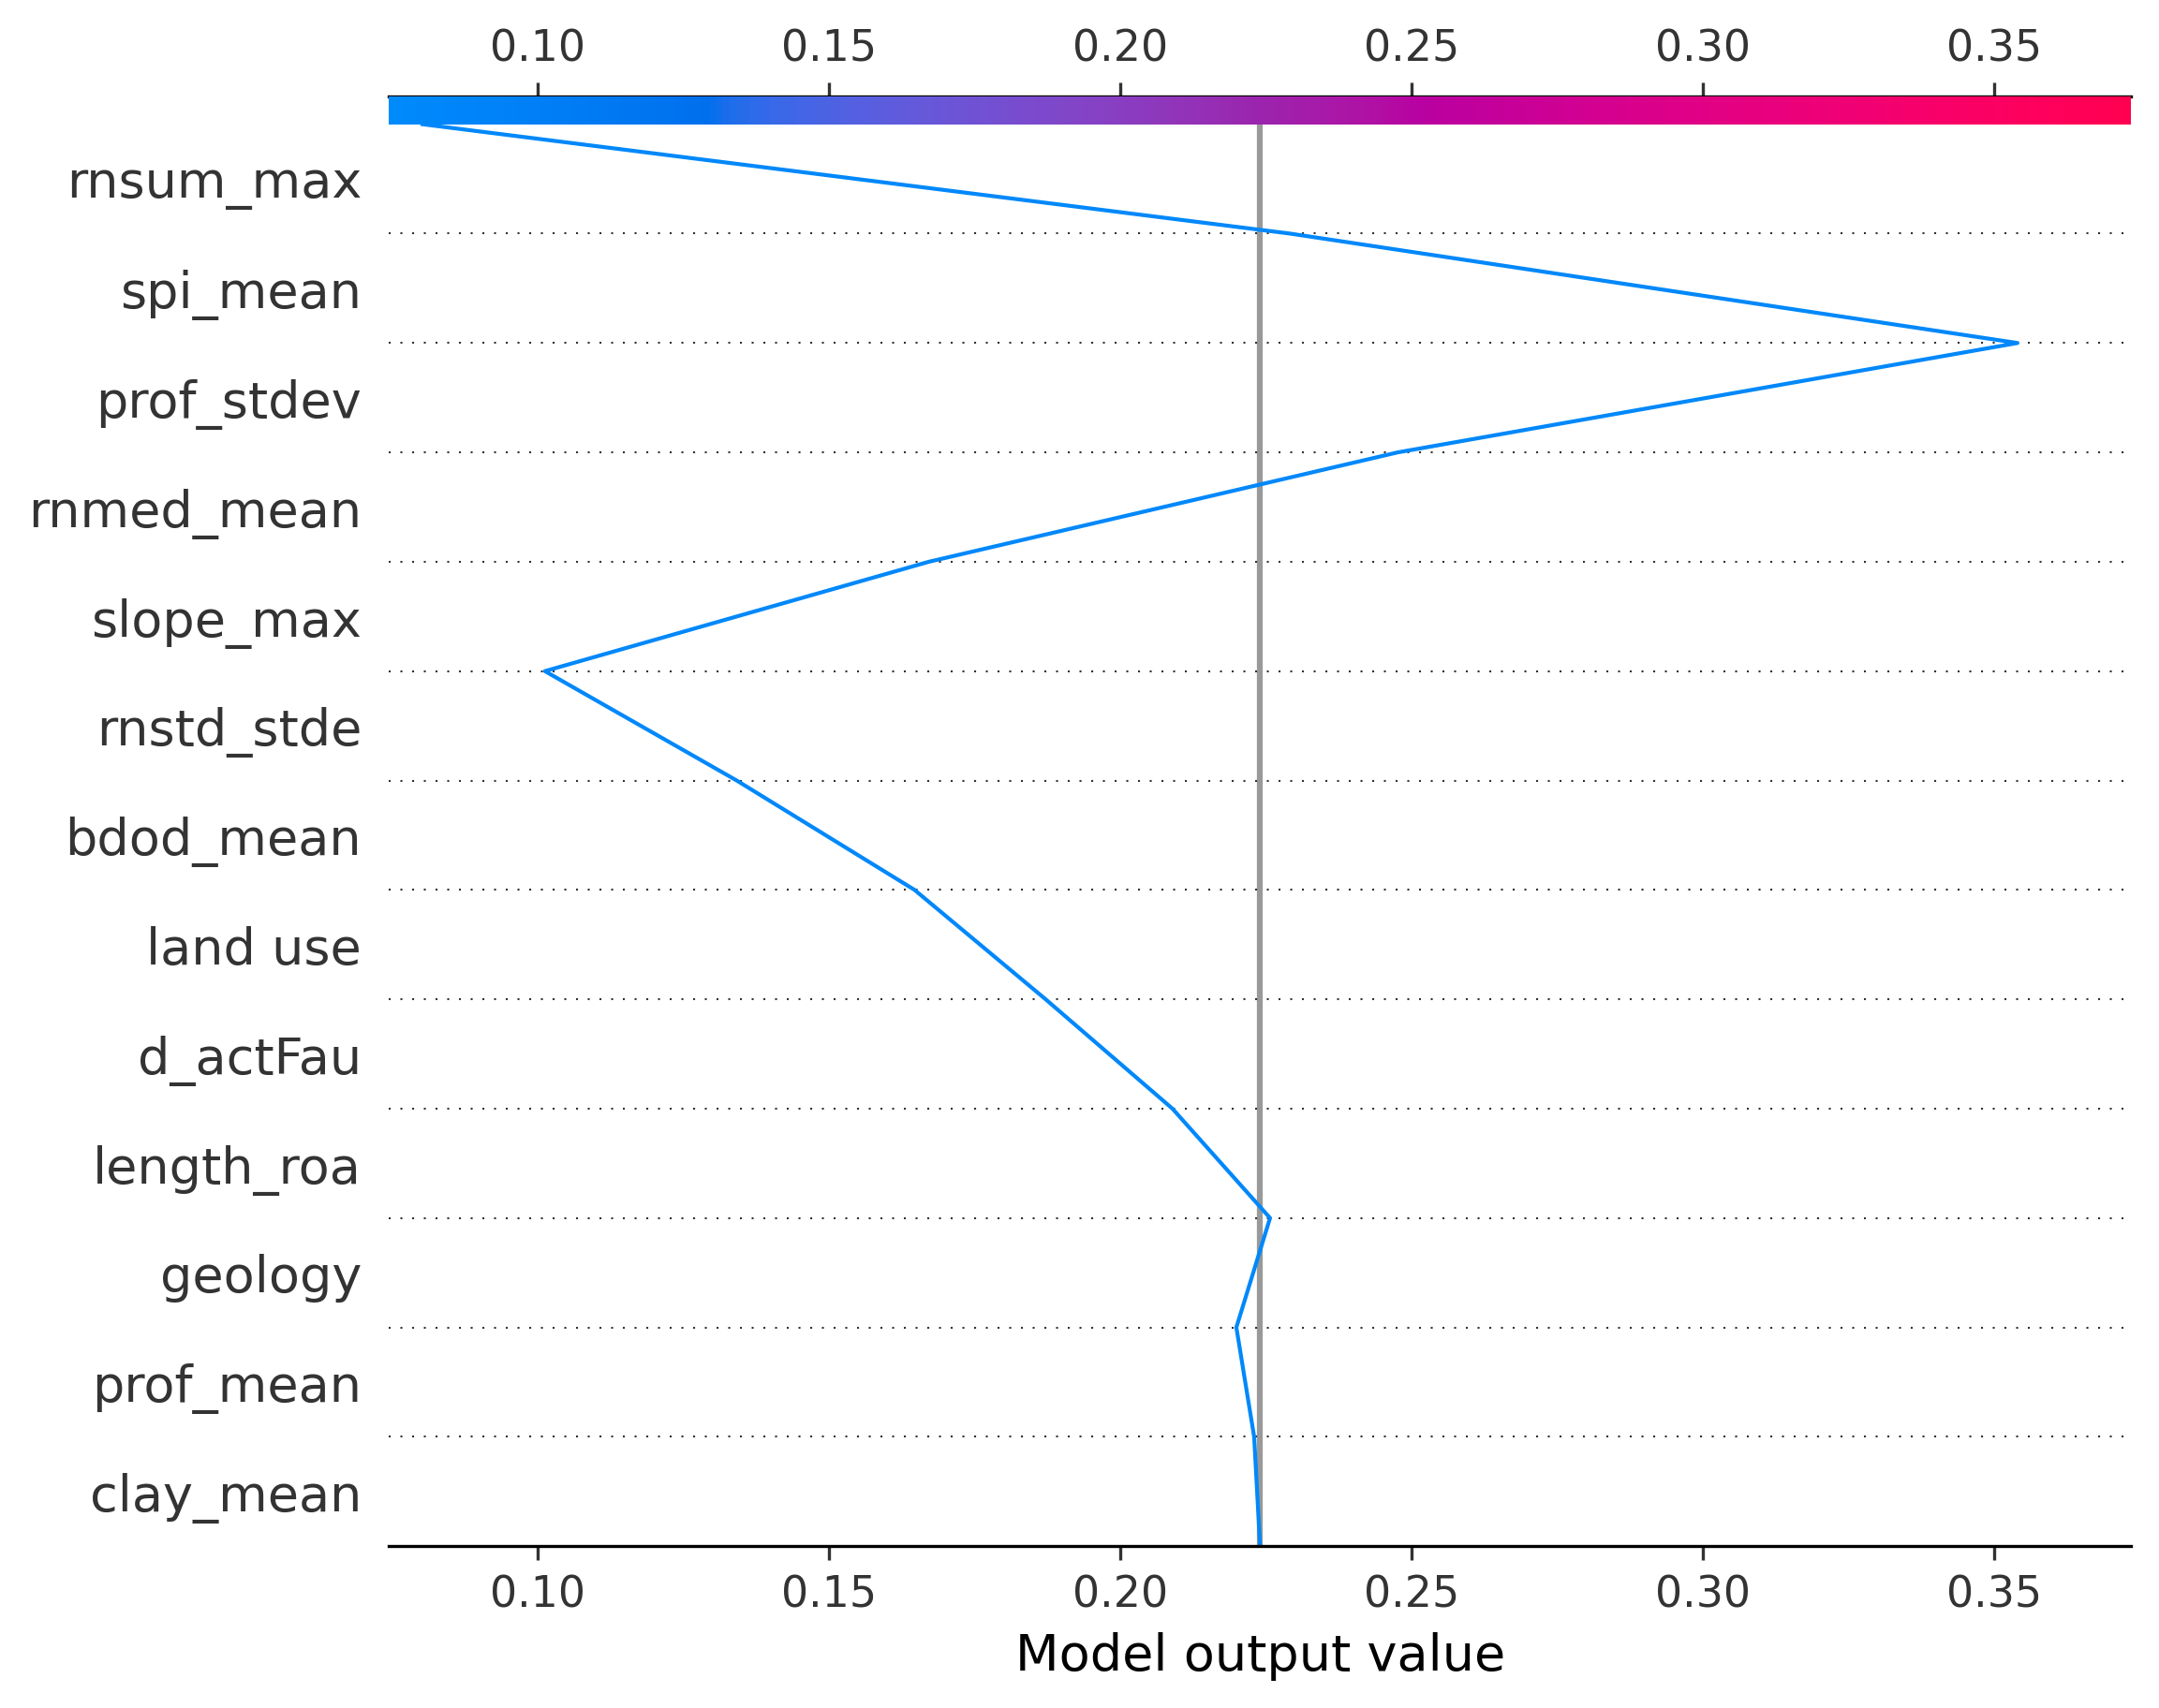 0.10 0.15 0.20 0.25 0.30 0.35
rnsum_max
spi_mean
prof_stdev
rnmed_mean
slope_max
rnstd_stde
bdod_mean
land use
d_actFau
length_roa
geology
prof_mean
clay_mean
0.10 0.15 0.20 0.25 0.30 0.35
Model output value